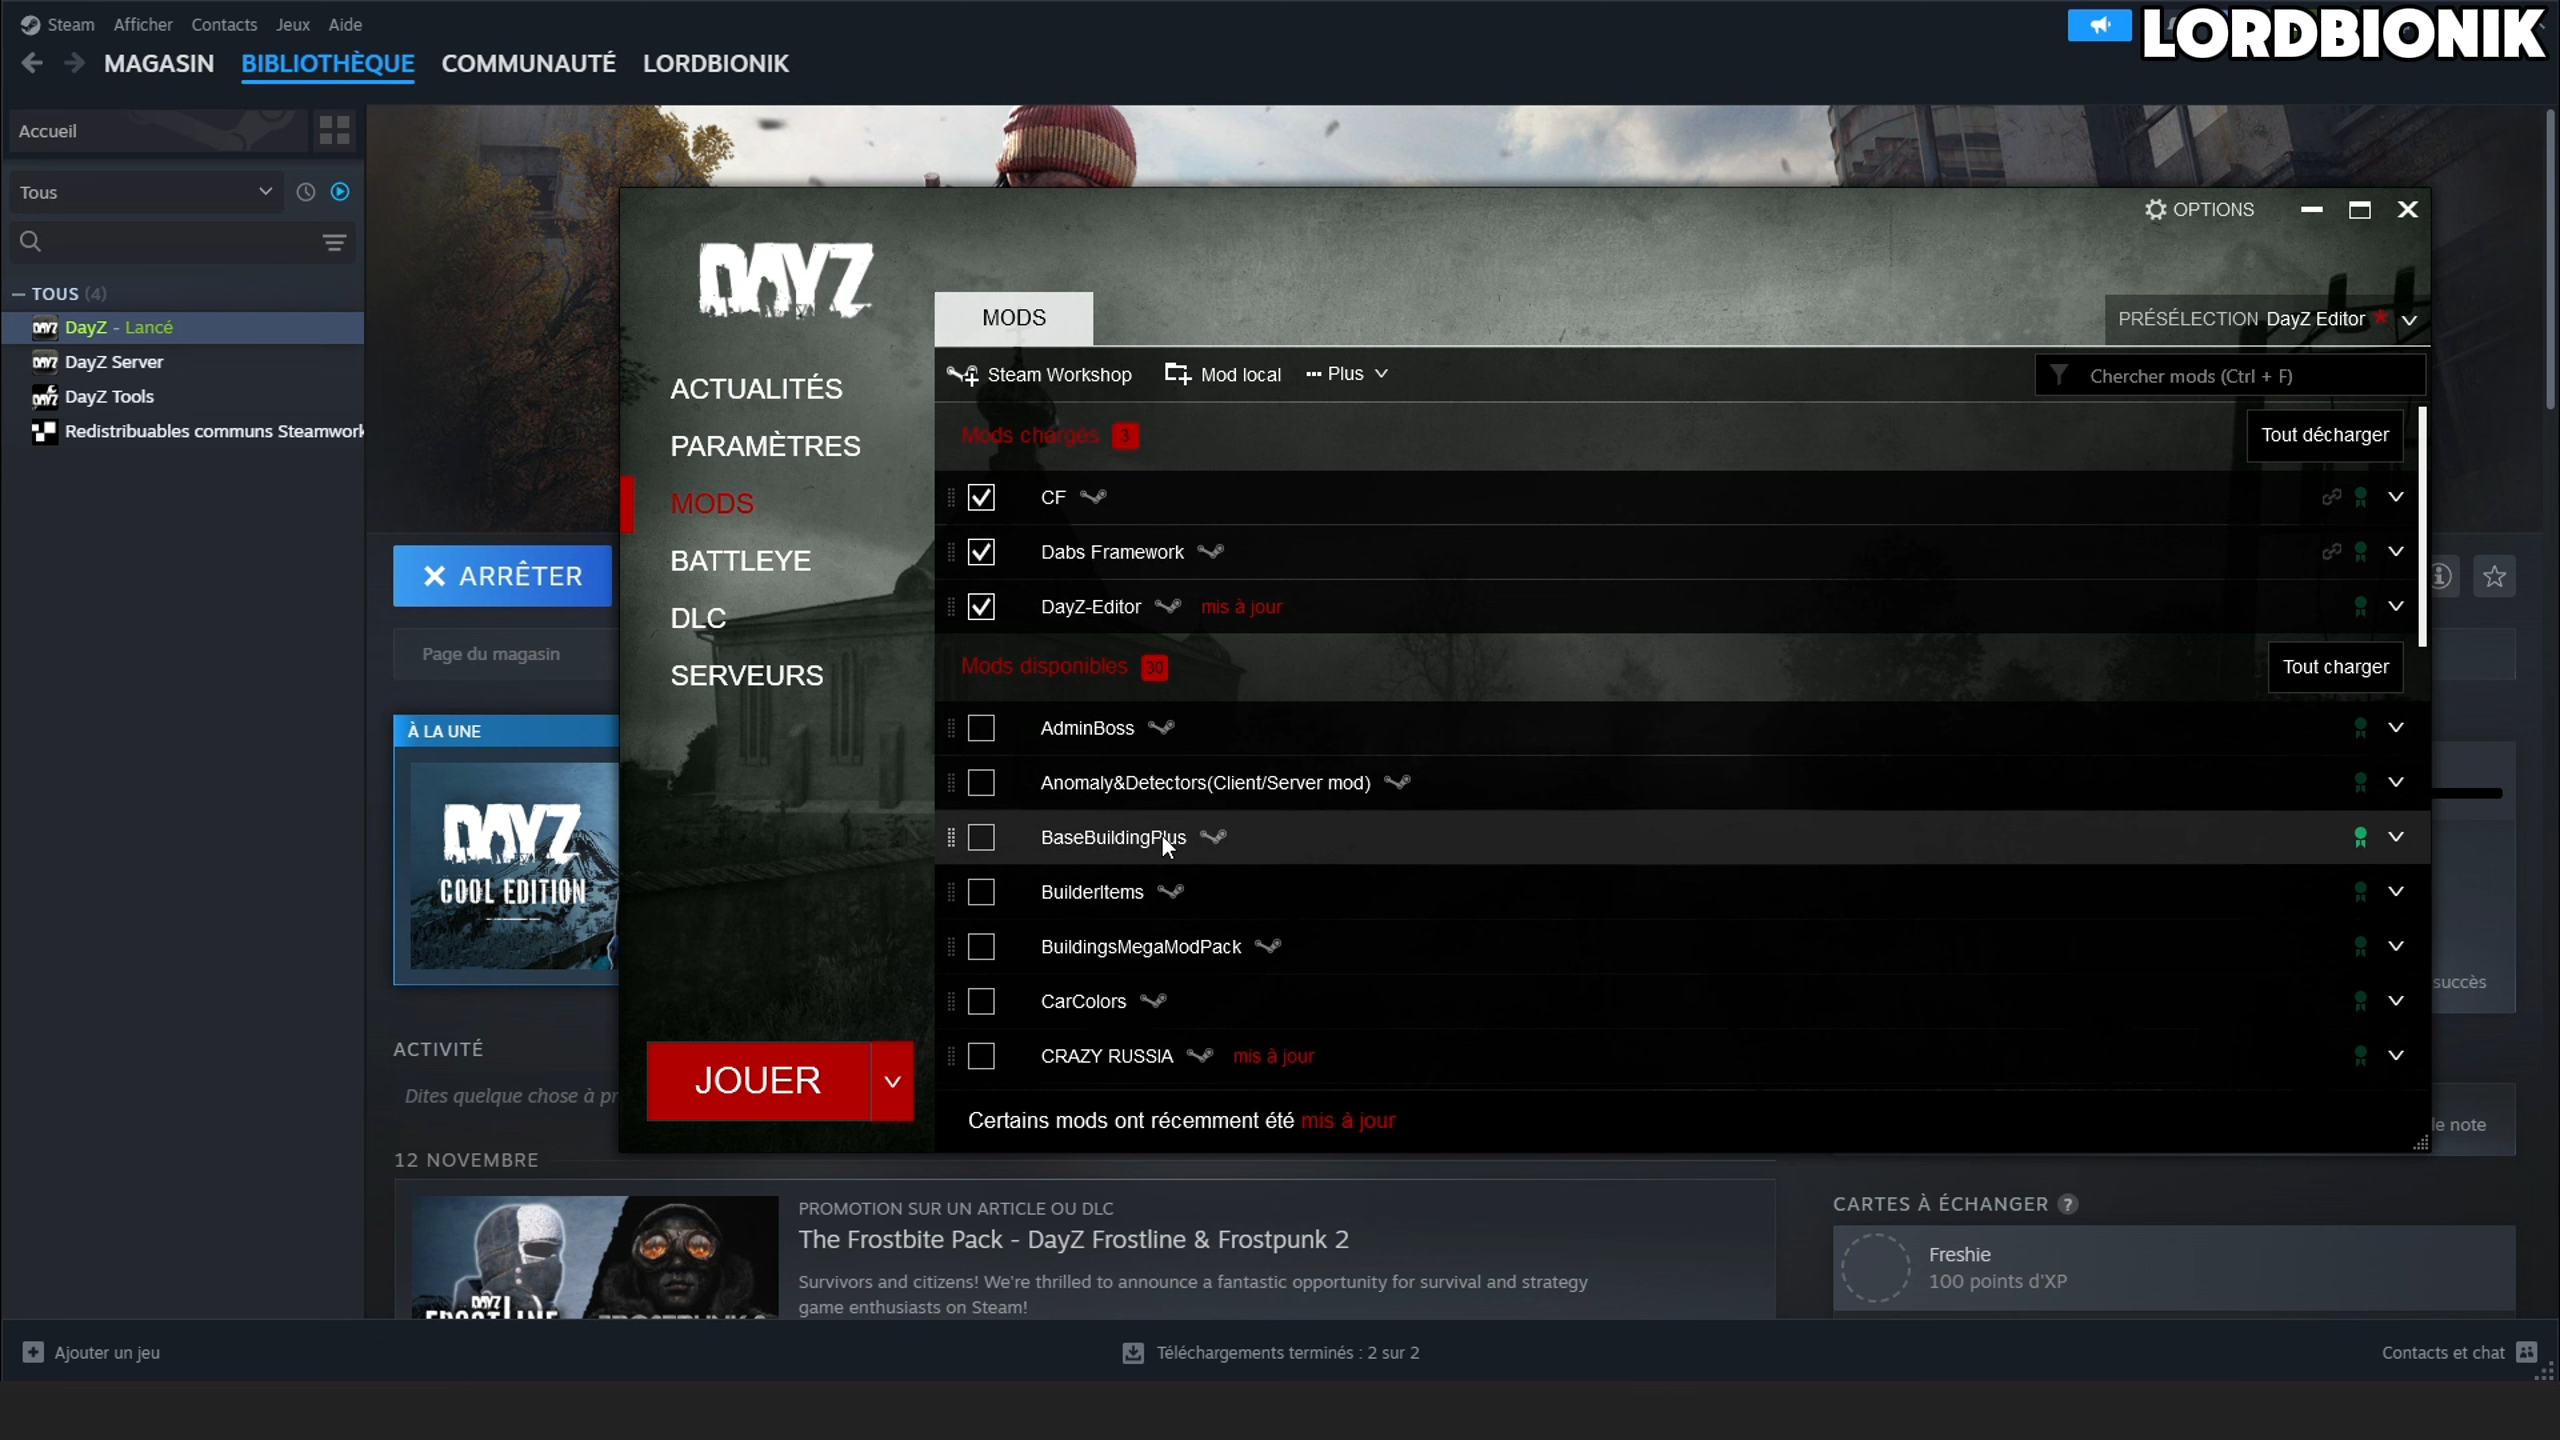 Steam Afficher Contacts Jeux Aide
LORDBIONIK
MAGASIN BIBLIOTHÈQUE COMMUNAUTÉ LORDBIONIK
Accueil
Tous
TOUS (4)
DayZ - Lancé
DayZ Server
DayZ Tools
Redistribuables communs Steamwork
OPTIONS
DAYZ
MODS
PRÉSÉLECTION DayZ Editor *
Steam Workshop Mod local ··· Plus
Chercher mods (Ctrl + F)
ACTUALITÉS
PARAMÈTRES
MODS
BATTLEYE
DLC
SERVEURS
JOUER
Mods chargés 3
Tout décharger
CF
Dabs Framework
DayZ-Editor mis à jour
Mods disponibles 30
Tout charger
AdminBoss
Anomaly&Detectors(Client/Server mod)
BaseBuildingPlus
BuilderItems
BuildingsMegaModPack
CarColors
CRAZY RUSSIA mis à jour
Certains mods ont récemment été mis à jour
ARRÊTER
Page du magasin
À LA UNE
DAYZ
COOL EDITION
succès
ACTIVITÉ
Dites quelque chose à pr
le note
12 NOVEMBRE
PROMOTION SUR UN ARTICLE OU DLC
The Frostbite Pack - DayZ Frostline & Frostpunk 2
Survivors and citizens! We're thrilled to announce a fantastic opportunity for survival and strategy
game enthusiasts on Steam!
DAYZ
FROSTLINE
FROSTPUNK 2
CARTES À ÉCHANGER ?
Freshie
100 points d'XP
Ajouter un jeu
Téléchargements terminés : 2 sur 2
Contacts et chat